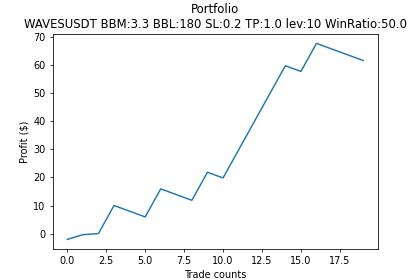 Portfolio
WAVESUSDT BBM:3.3 BBL:180 SL:0.2 TP:1.0 lev:10 WinRatio:50.0
70
60
50
40
30
20
10
0
Profit ($)
0.0 2.5 5.0 7.5 10.0 12.5 15.0 17.5
Trade counts